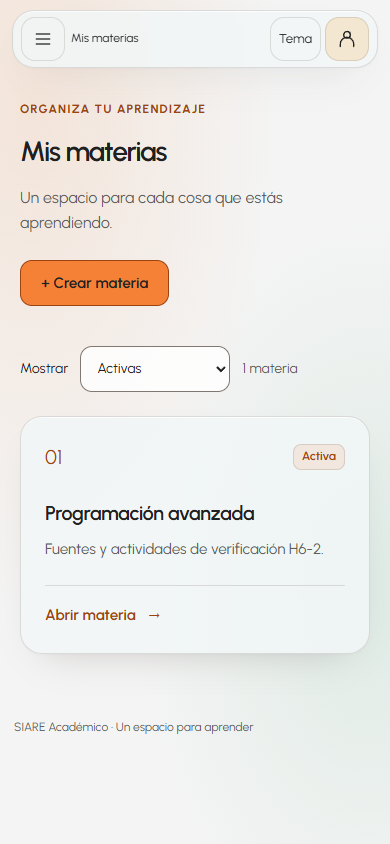 Mis materias
Tema
ORGANIZA TU APRENDIZAJE
Mis materias
Un espacio para cada cosa que estás
aprendiendo.
+ Crear materia
Mostrar
Activas
1 materia
01
Activa
Programación avanzada
Fuentes y actividades de verificación H6-2.
Abrir materia →
SIARE Académico · Un espacio para aprender